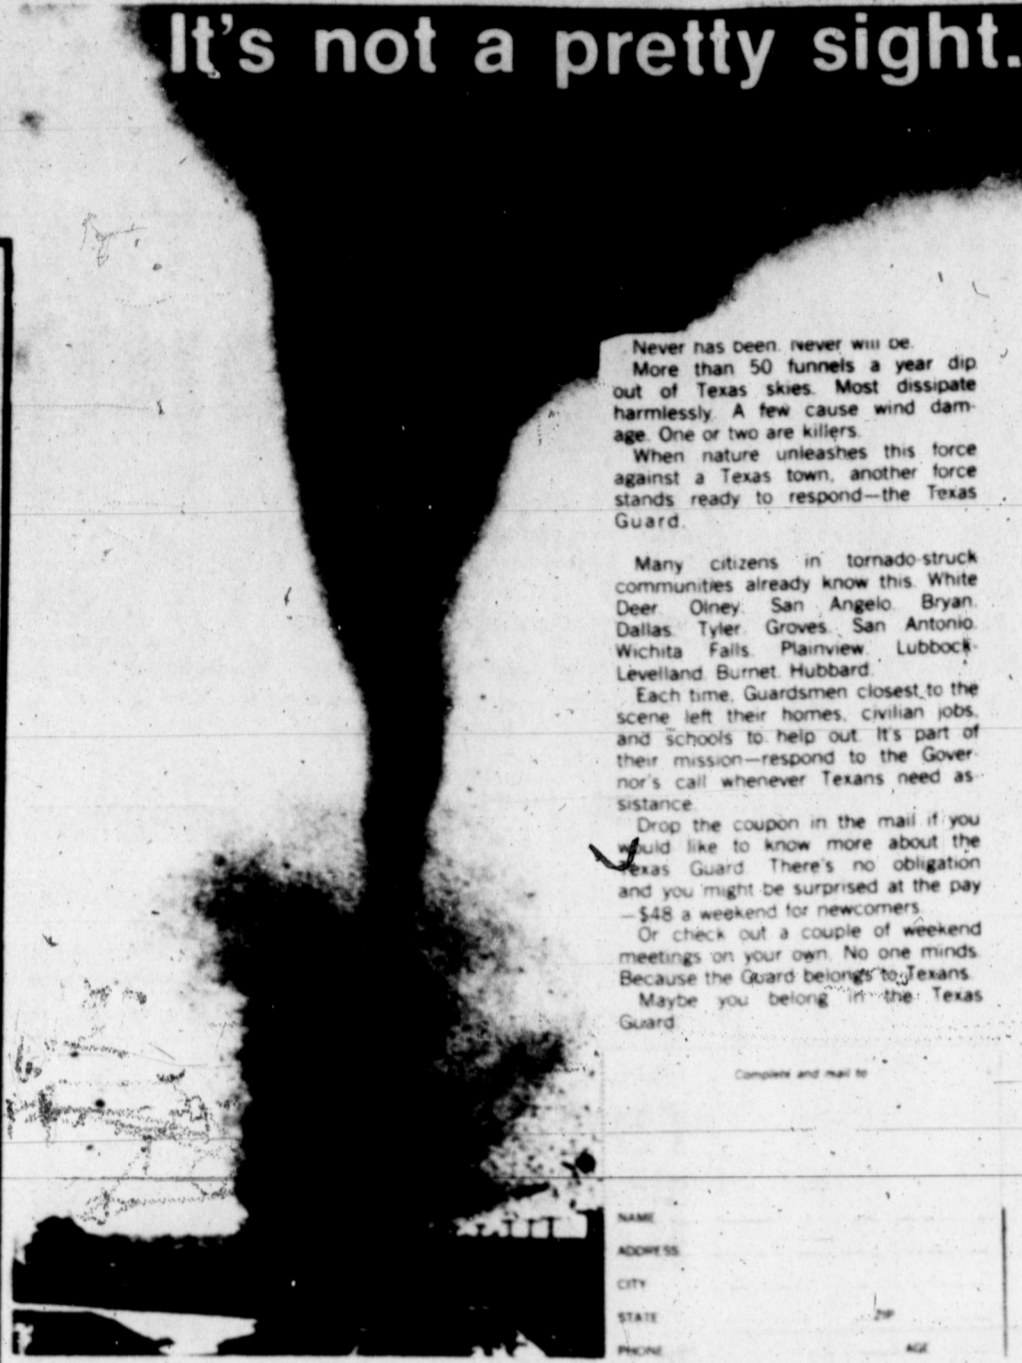 It's not a pretty sight.
Never has been. Never will be.
More than 50 funnels a year dip
out of Texas skies. Most dissipate
harmlessly. A few cause wind dam-
age. One or two are killers.
When nature unleashes this force
against a Texas town, another force
stands ready to respond—the Texas
Guard.
Many citizens in tornado-struck
communities already know this. White
Deer. Olney. San Angelo. Bryan.
Dallas. Tyler. Groves. San Antonio.
Wichita Falls. Plainview. Lubbock.
Levelland. Burnet. Hubbard.
Each time, Guardsmen closest to the
scene left their homes, civilian jobs,
and schools to help out. It's part of
their mission—respond to the Gover-
nor's call whenever Texans need as-
sistance.
Drop the coupon in the mail if you
would like to know more about the
Texas Guard. There's no obligation
and you might be surprised at the pay
—$48 a weekend for newcomers.
Or check out a couple of weekend
meetings on your own. No one minds.
Because the Guard belongs to Texans.
Maybe you belong in the Texas
Guard.
Complete and mail to
NAME
ADDRESS
CITY
STATE ZIP
PHONE AGE